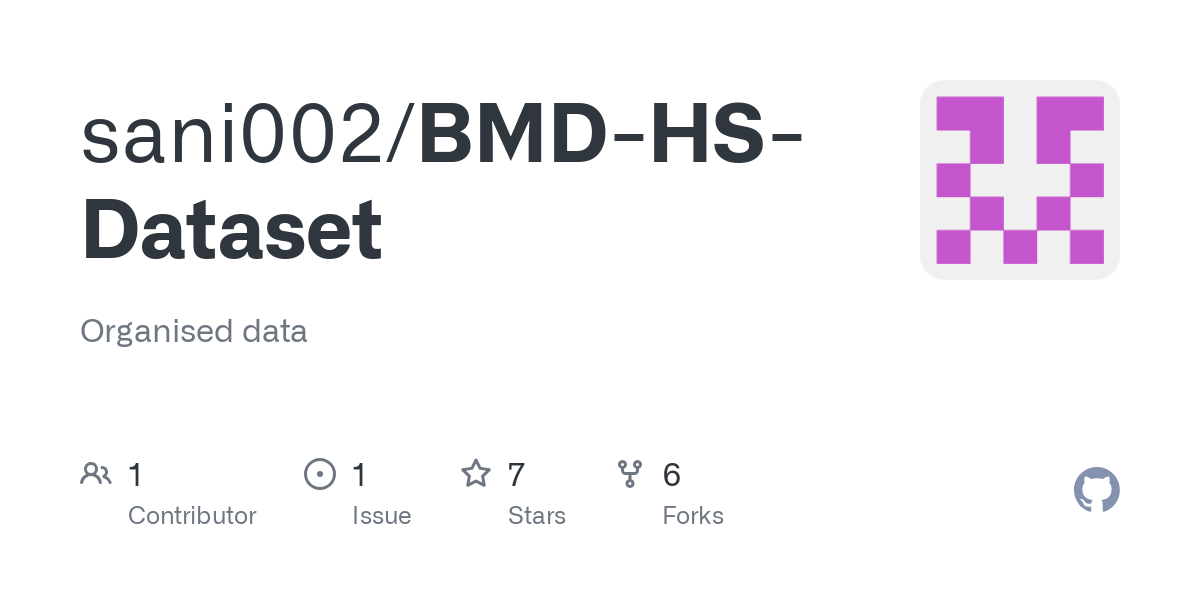 sani002/BMD-HS-
Dataset
Organised data
1 1 7 6
Contributor Issue Stars Forks